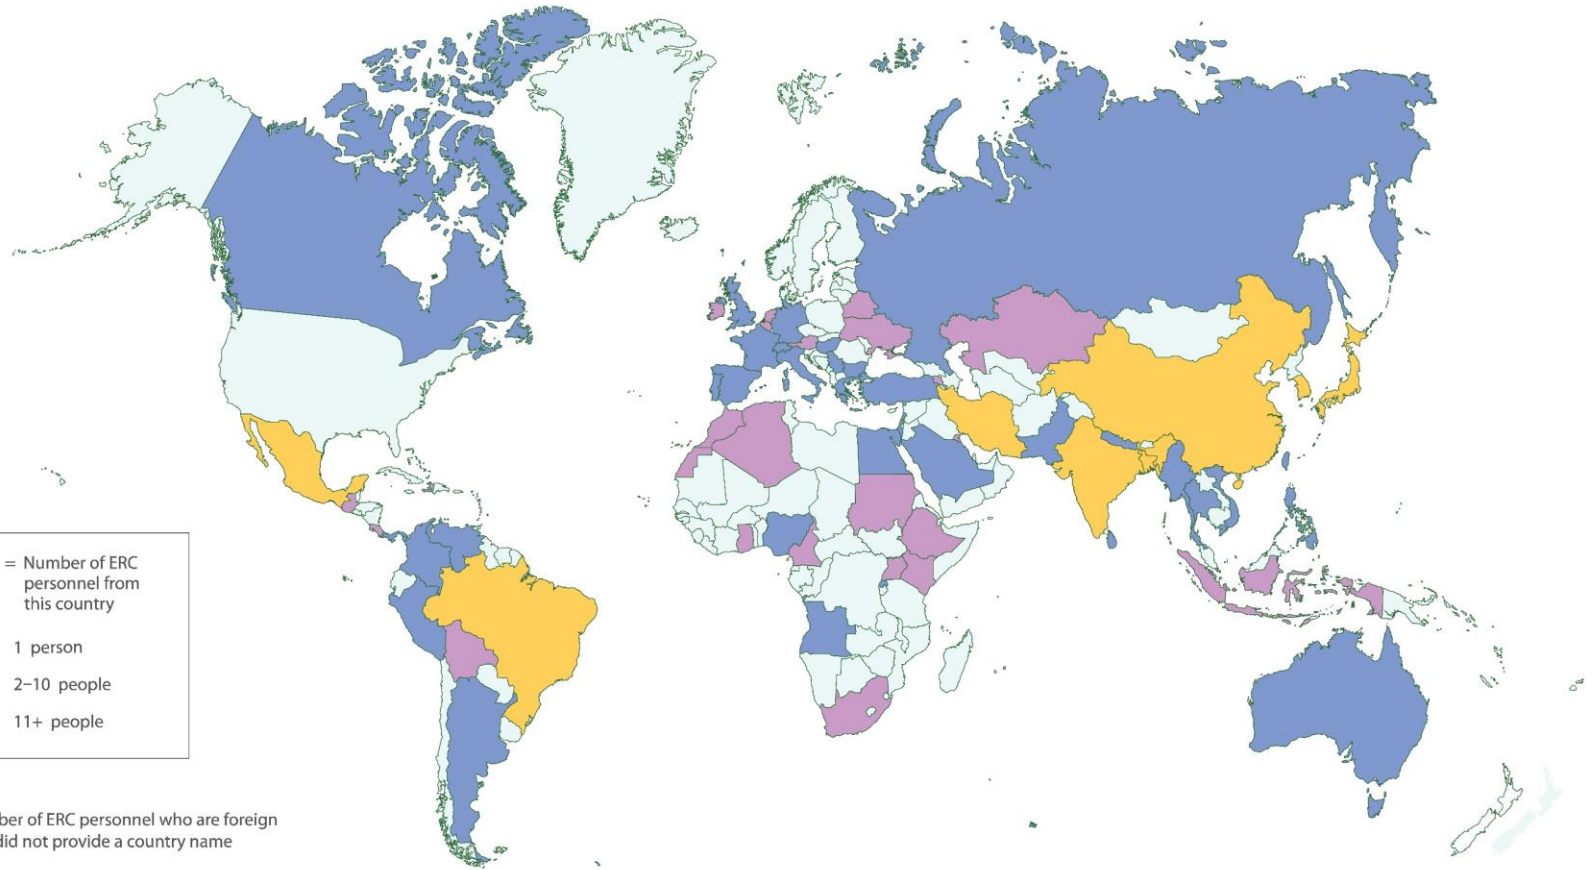 = Number of ERC
personnel from
this country
1 person
2–10 people
11+ people
ber of ERC personnel who are foreign
did not provide a country name